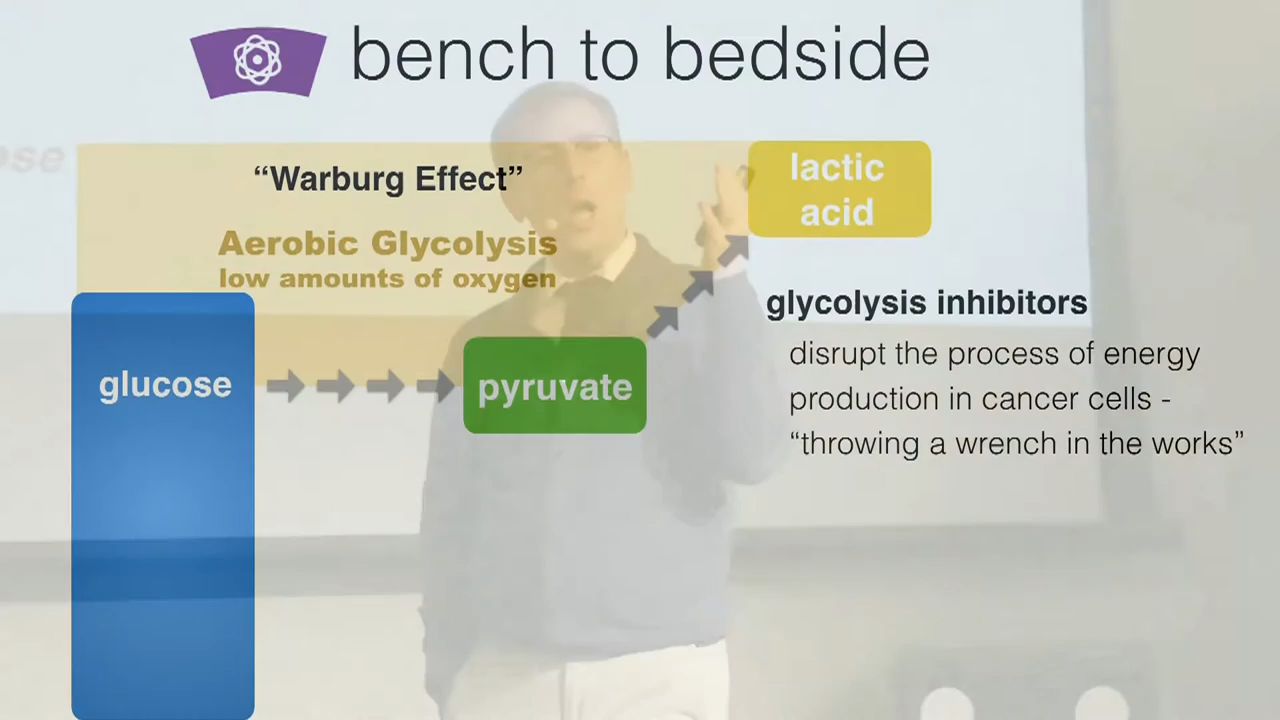 bench to bedside
ose
"Warburg Effect"
Aerobic Glycolysis
low amounts of oxygen
lactic
acid
glucose
pyruvate
glycolysis inhibitors
disrupt the process of energy
production in cancer cells -
“throwing a wrench in the works”